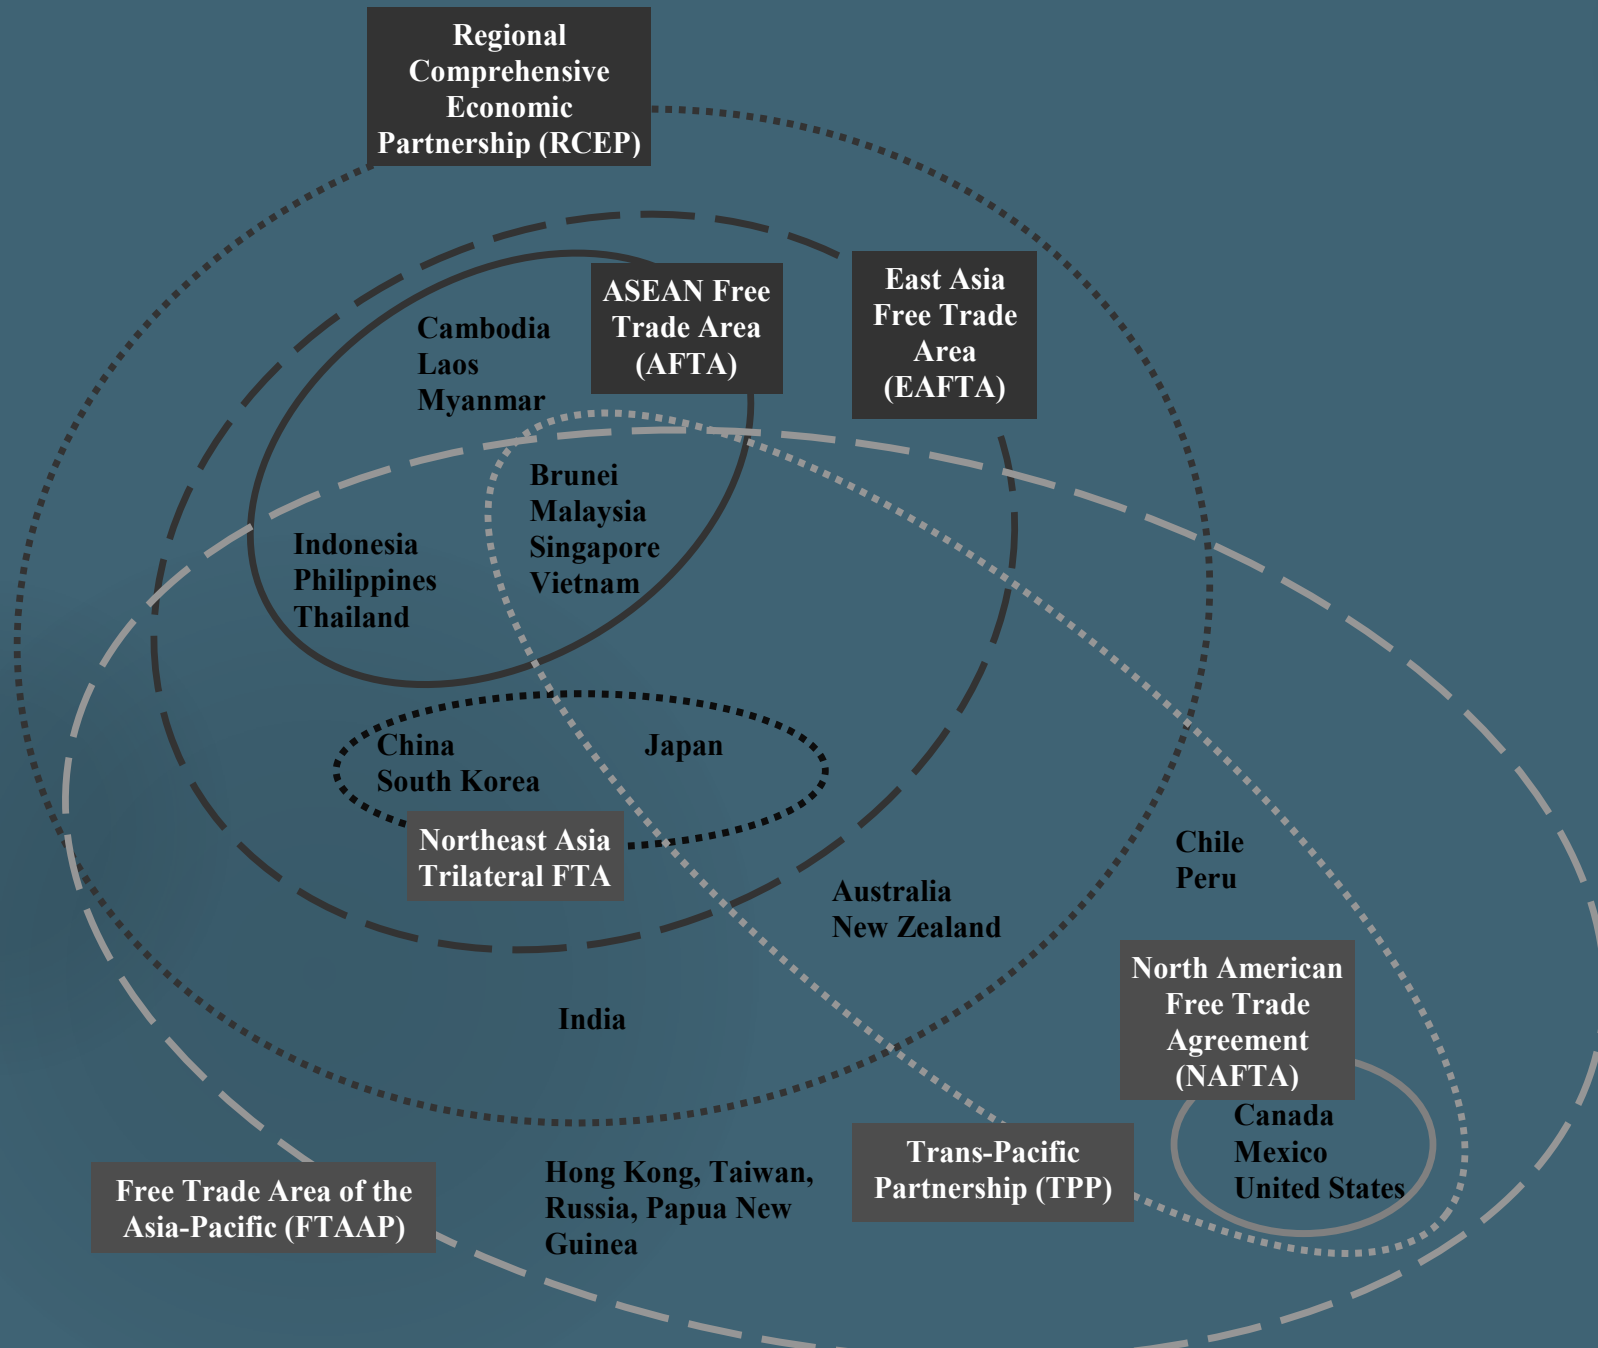 Regional
Comprehensive
Economic
Partnership (RCEP)
ASEAN Free
Trade Area
(AFTA)
East Asia
Free Trade
Area
(EAFTA)
Cambodia
Laos
Myanmar
Brunei
Malaysia
Singapore
Vietnam
Indonesia
Philippines
Thailand
China
South Korea
Japan
Northeast Asia
Trilateral FTA
Australia
New Zealand
Chile
Peru
India
North American
Free Trade
Agreement
(NAFTA)
Canada
Mexico
United States
Trans-Pacific
Partnership (TPP)
Hong Kong, Taiwan,
Russia, Papua New
Guinea
Free Trade Area of the
Asia-Pacific (FTAAP)